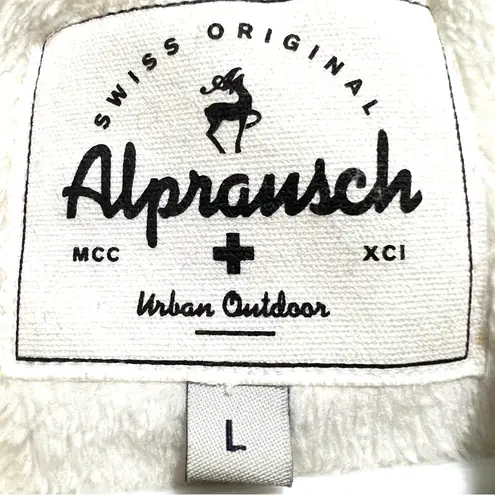 SWISS ORIGINAL
Alprausch
MCC XCI
Urban Outdoor
L